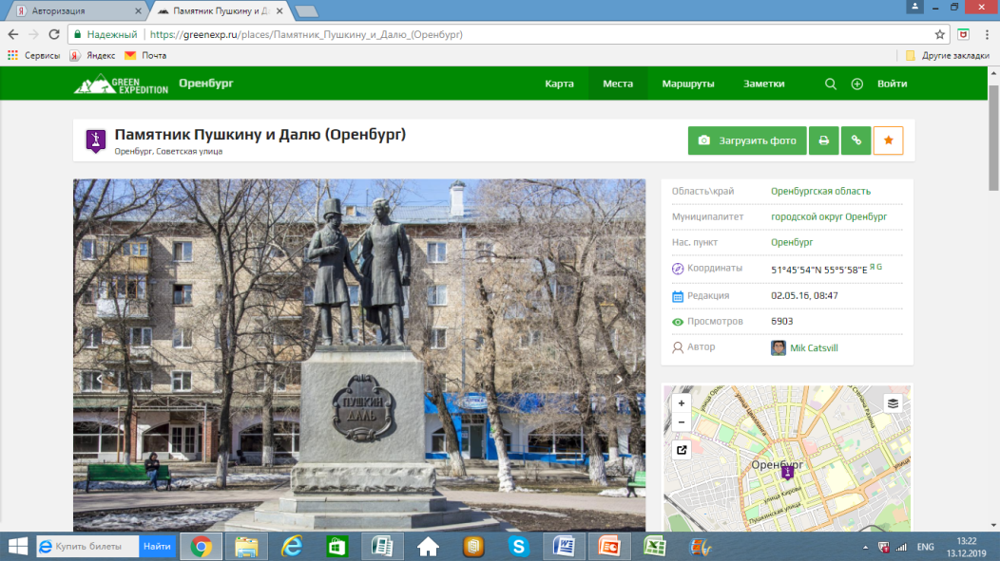 Авторизация
Памятник Пушкину и Д
Надежный
https://greenexp.ru/places/Памятник_Пушкину_и_Далю_(Оренбург)
Сервисы Яндекс Почта Другие закладки
GREEN EXPEDITION
Оренбург
Карта Места Маршруты Заметки Войти
Памятник Пушкину и Далю (Оренбург)
Оренбург, Советская улица
Загрузить фото
ПУШКИН
ДАЛЬ
Область\край Оренбургская область
Муниципалитет городской округ Оренбург
Нас. пункт Оренбург
Координаты 51°45'54"N 55°5'58"E Я G
Редакция 02.05.16, 08:47
Просмотров 6903
Автор Mik Catsvill
+
−
улица Цвиллинга
Оренбург
улица Кирова
Пушкинская улица
Купить билеты Найти
ENG
13:22
13.12.2019